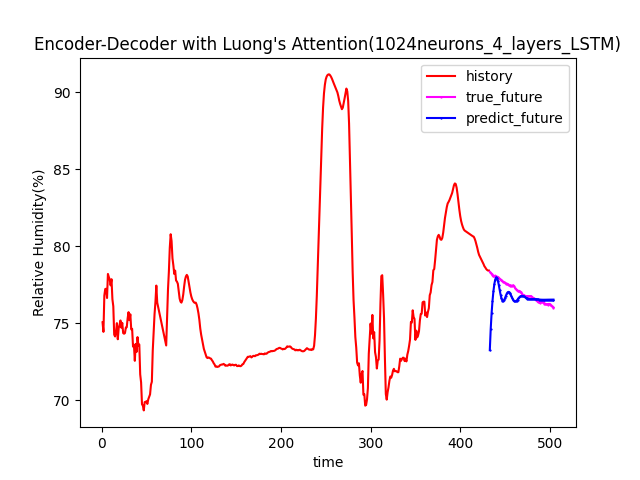 Encoder-Decoder with Luong's Attention(1024neurons_4_layers_LSTM)
history
true_future
predict_future
Relative Humidity(%)
90
85
80
75
70
0 100 200 300 400 500
time